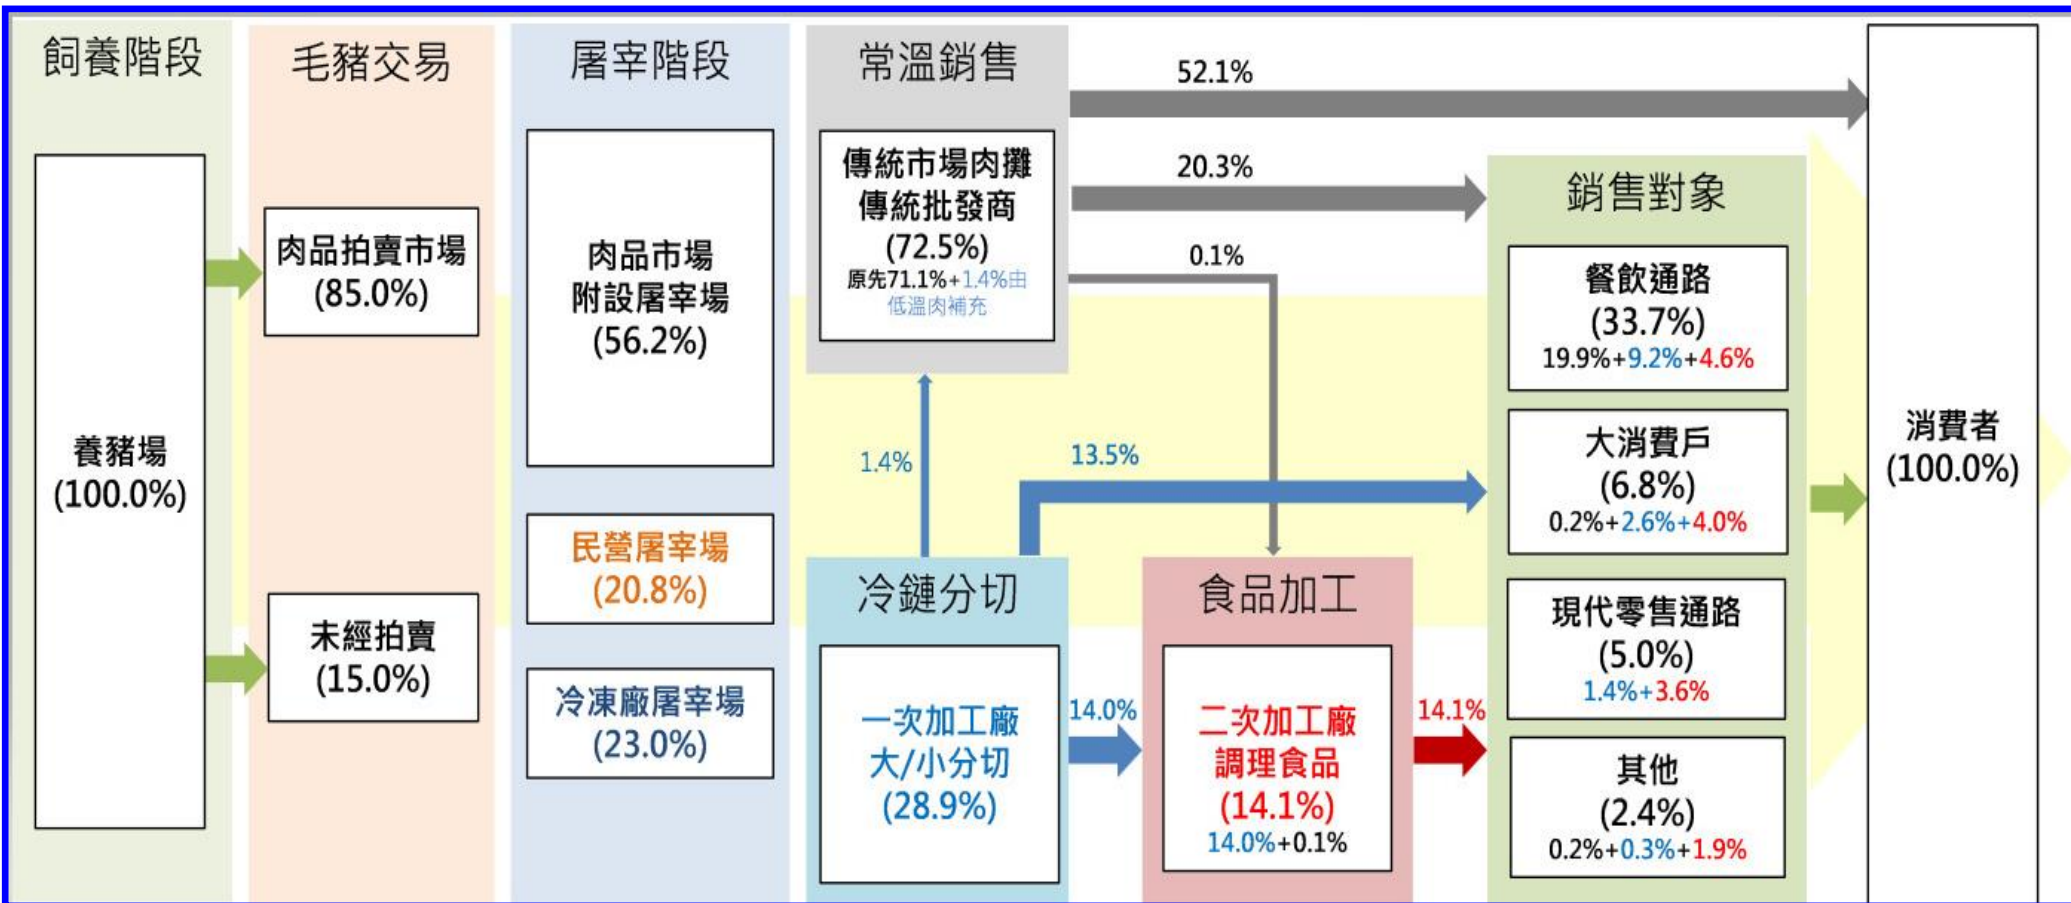 飼養階段
養豬場
(100.0%)
毛豬交易
肉品拍賣市場
(85.0%)
未經拍賣
(15.0%)
屠宰階段
肉品市場
附設屠宰場
(56.2%)
民營屠宰場
(20.8%)
冷凍廠屠宰場
(23.0%)
常溫銷售
傳統市場肉攤
傳統批發商
(72.5%)
原先71.1%+1.4%由
低溫肉補充
52.1%
20.3%
0.1%
1.4%
13.5%
冷鏈分切
一次加工廠
大/小分切
(28.9%)
14.0%
食品加工
二次加工廠
調理食品
(14.1%)
14.0%+0.1%
14.1%
銷售對象
餐飲通路
(33.7%)
19.9%+9.2%+4.6%
大消費戶
(6.8%)
0.2%+2.6%+4.0%
現代零售通路
(5.0%)
1.4%+3.6%
其他
(2.4%)
0.2%+0.3%+1.9%
消費者
(100.0%)